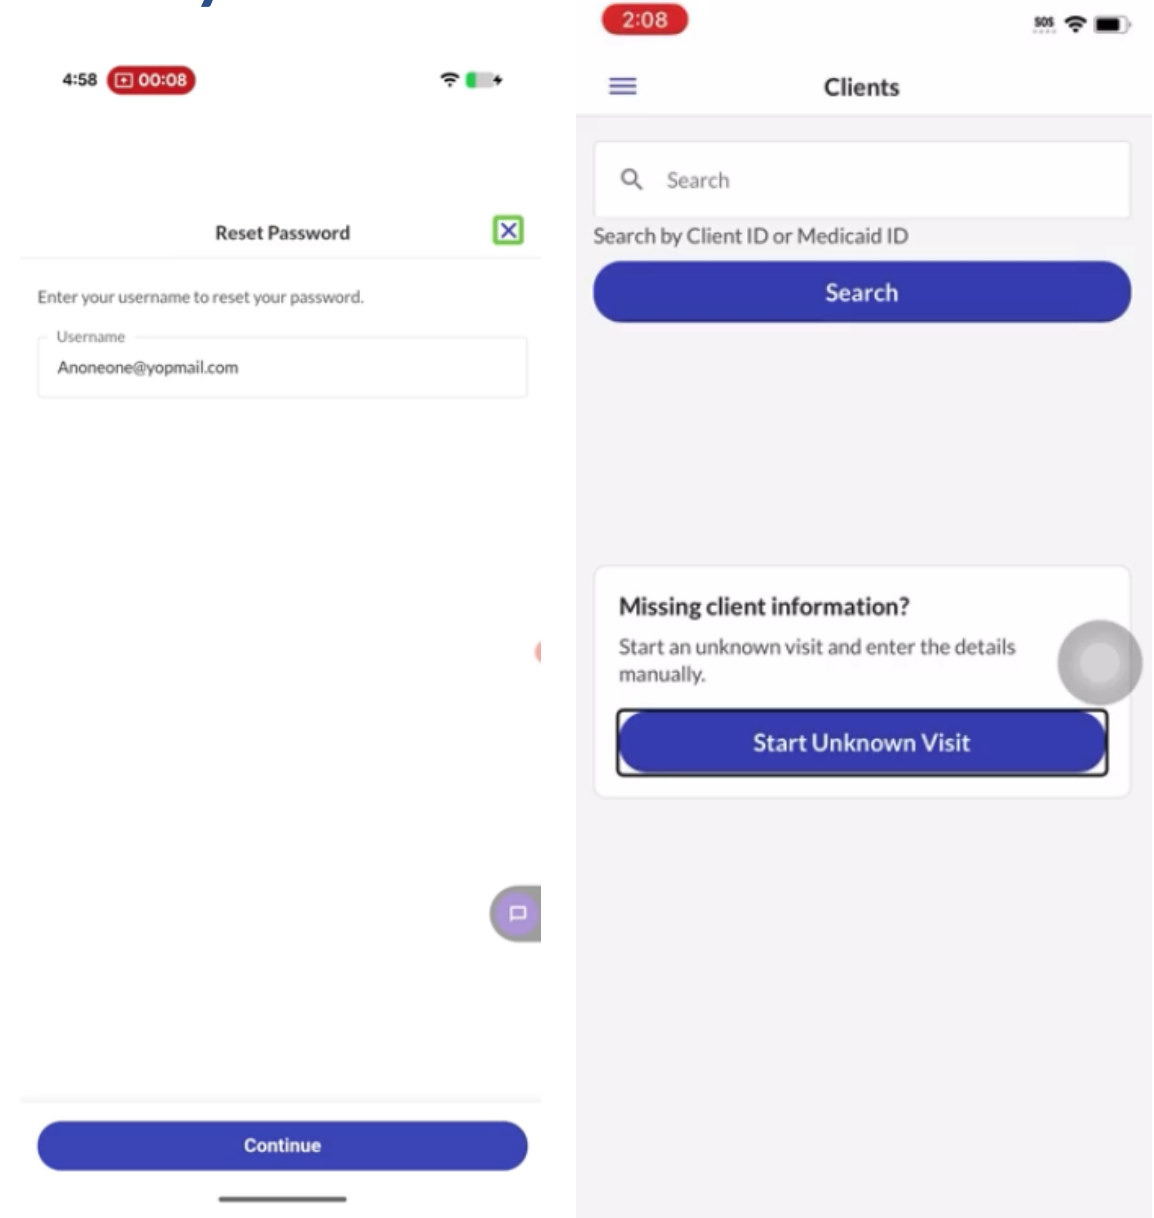 4:58 00:08
Reset Password
Enter your username to reset your password.
Username
Anoneone@yopmail.com
Continue
2:08
SOS
Clients
Search
Search by Client ID or Medicaid ID
Search
Missing client information?
Start an unknown visit and enter the details
manually.
Start Unknown Visit